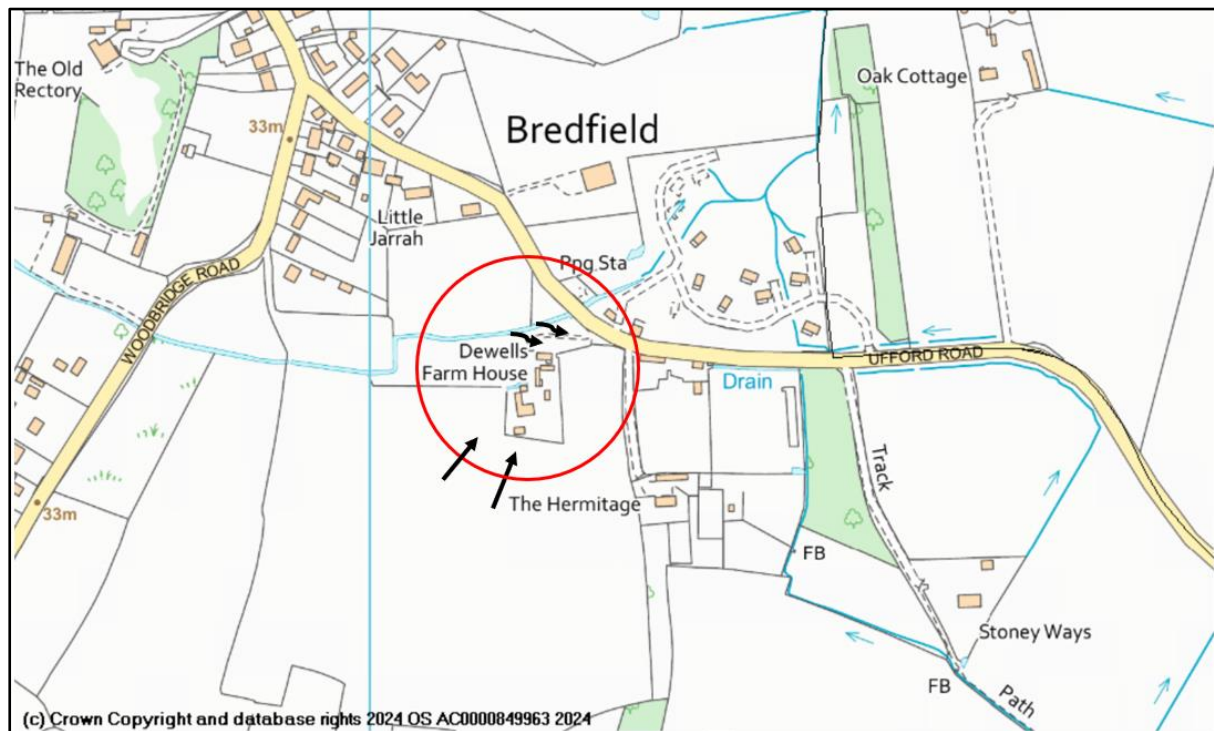 The Old
Rectory
Oak Cottage
33m
Bredfield
Little
Jarrah
Ppg Sta
WOODBRIDGE ROAD
Dewells
Farm House
UFFORD ROAD
Drain
Track
The Hermitage
33m
FB
Stoney Ways
FB
Path
(c) Crown Copyright and database rights 2024 OS AC0000849963 2024